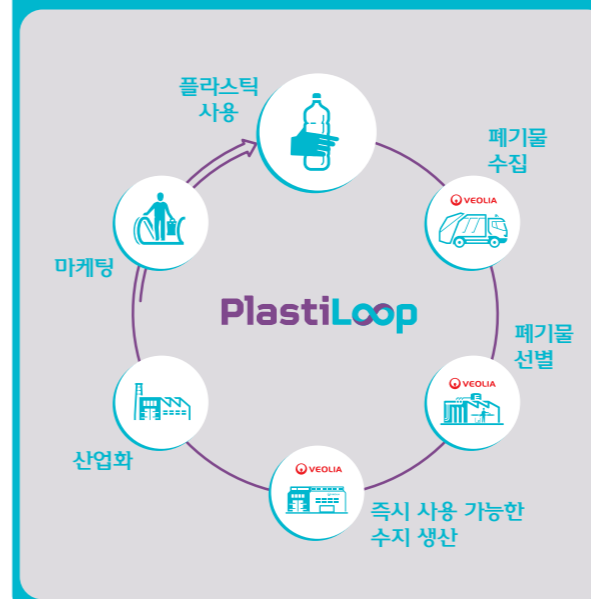 플라스틱
사용
폐기물
수집
VEOLIA
마케팅
PlastiLoop
폐기물
선별
VEOLIA
산업화
VEOLIA
즉시 사용 가능한
수지 생산